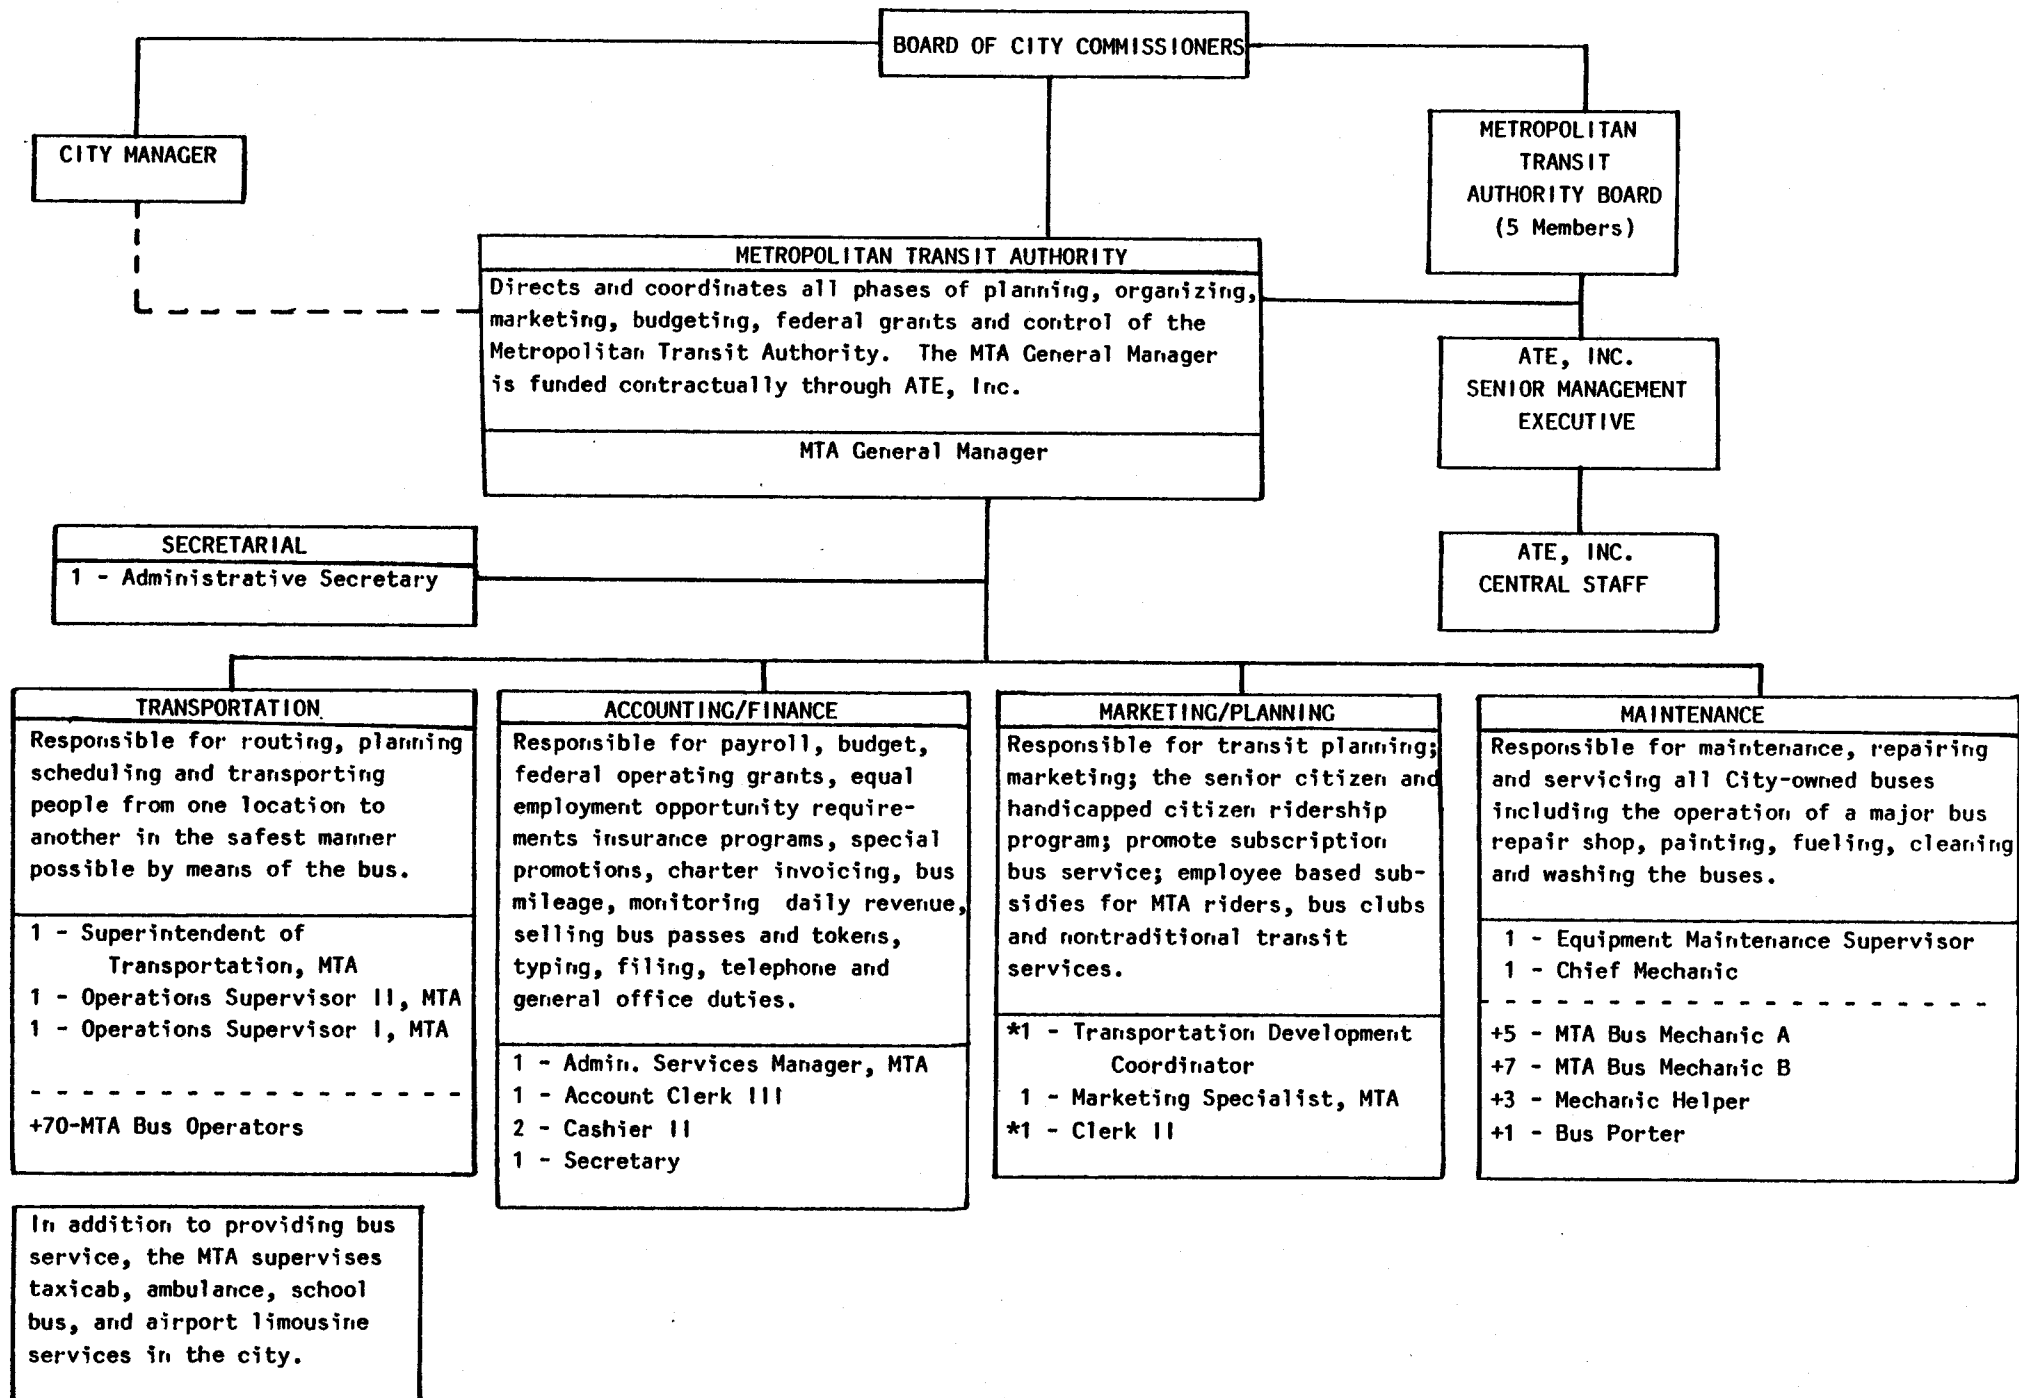 BOARD OF CITY COMMISSIONERS
CITY MANAGER
METROPOLITAN
TRANSIT
AUTHORITY BOARD
(5 Members)
METROPOLITAN TRANSIT AUTHORITY
Directs and coordinates all phases of planning, organizing,
marketing, budgeting, federal grants and control of the
Metropolitan Transit Authority. The MTA General Manager
is funded contractually through ATE, Inc.
MTA General Manager
ATE, INC.
SENIOR MANAGEMENT
EXECUTIVE
SECRETARIAL
1 - Administrative Secretary
ATE, INC.
CENTRAL STAFF
TRANSPORTATION
Responsible for routing, planning
scheduling and transporting
people from one location to
another in the safest manner
possible by means of the bus.
1 - Superintendent of
Transportation, MTA
1 - Operations Supervisor II, MTA
1 - Operations Supervisor I, MTA
+70-MTA Bus Operators
ACCOUNTING/FINANCE
Responsible for payroll, budget,
federal operating grants, equal
employment opportunity require-
ments insurance programs, special
promotions, charter invoicing, bus
mileage, monitoring daily revenue,
selling bus passes and tokens,
typing, filing, telephone and
general office duties.
1 - Admin. Services Manager, MTA
1 - Account Clerk III
2 - Cashier II
1 - Secretary
MARKETING/PLANNING
Responsible for transit planning;
marketing; the senior citizen and
handicapped citizen ridership
program; promote subscription
bus service; employee based sub-
sidies for MTA riders, bus clubs
and nontraditional transit
services.
*1 - Transportation Development
Coordinator
1 - Marketing Specialist, MTA
*1 - Clerk II
MAINTENANCE
Responsible for maintenance, repairing
and servicing all City-owned buses
including the operation of a major bus
repair shop, painting, fueling, cleaning
and washing the buses.
1 - Equipment Maintenance Supervisor
1 - Chief Mechanic
+5 - MTA Bus Mechanic A
+7 - MTA Bus Mechanic B
+3 - Mechanic Helper
+1 - Bus Porter
In addition to providing bus
service, the MTA supervises
taxicab, ambulance, school
bus, and airport limousine
services in the city.